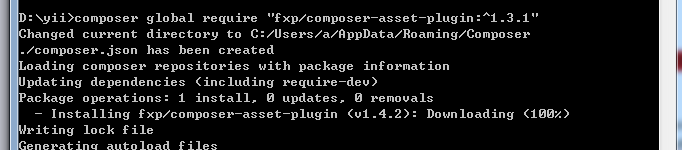 D:\yii>composer global require "fxp/composer-asset-plugin:^1.3.1"
Changed current directory to C:/Users/a/AppData/Roaming/Composer
./composer.json has been created
Loading composer repositories with package information
Updating dependencies (including require-dev)
Package operations: 1 install, 0 updates, 0 removals
  - Installing fxp/composer-asset-plugin (v1.4.2): Downloading (100%)
Writing lock file
Generating autoload files